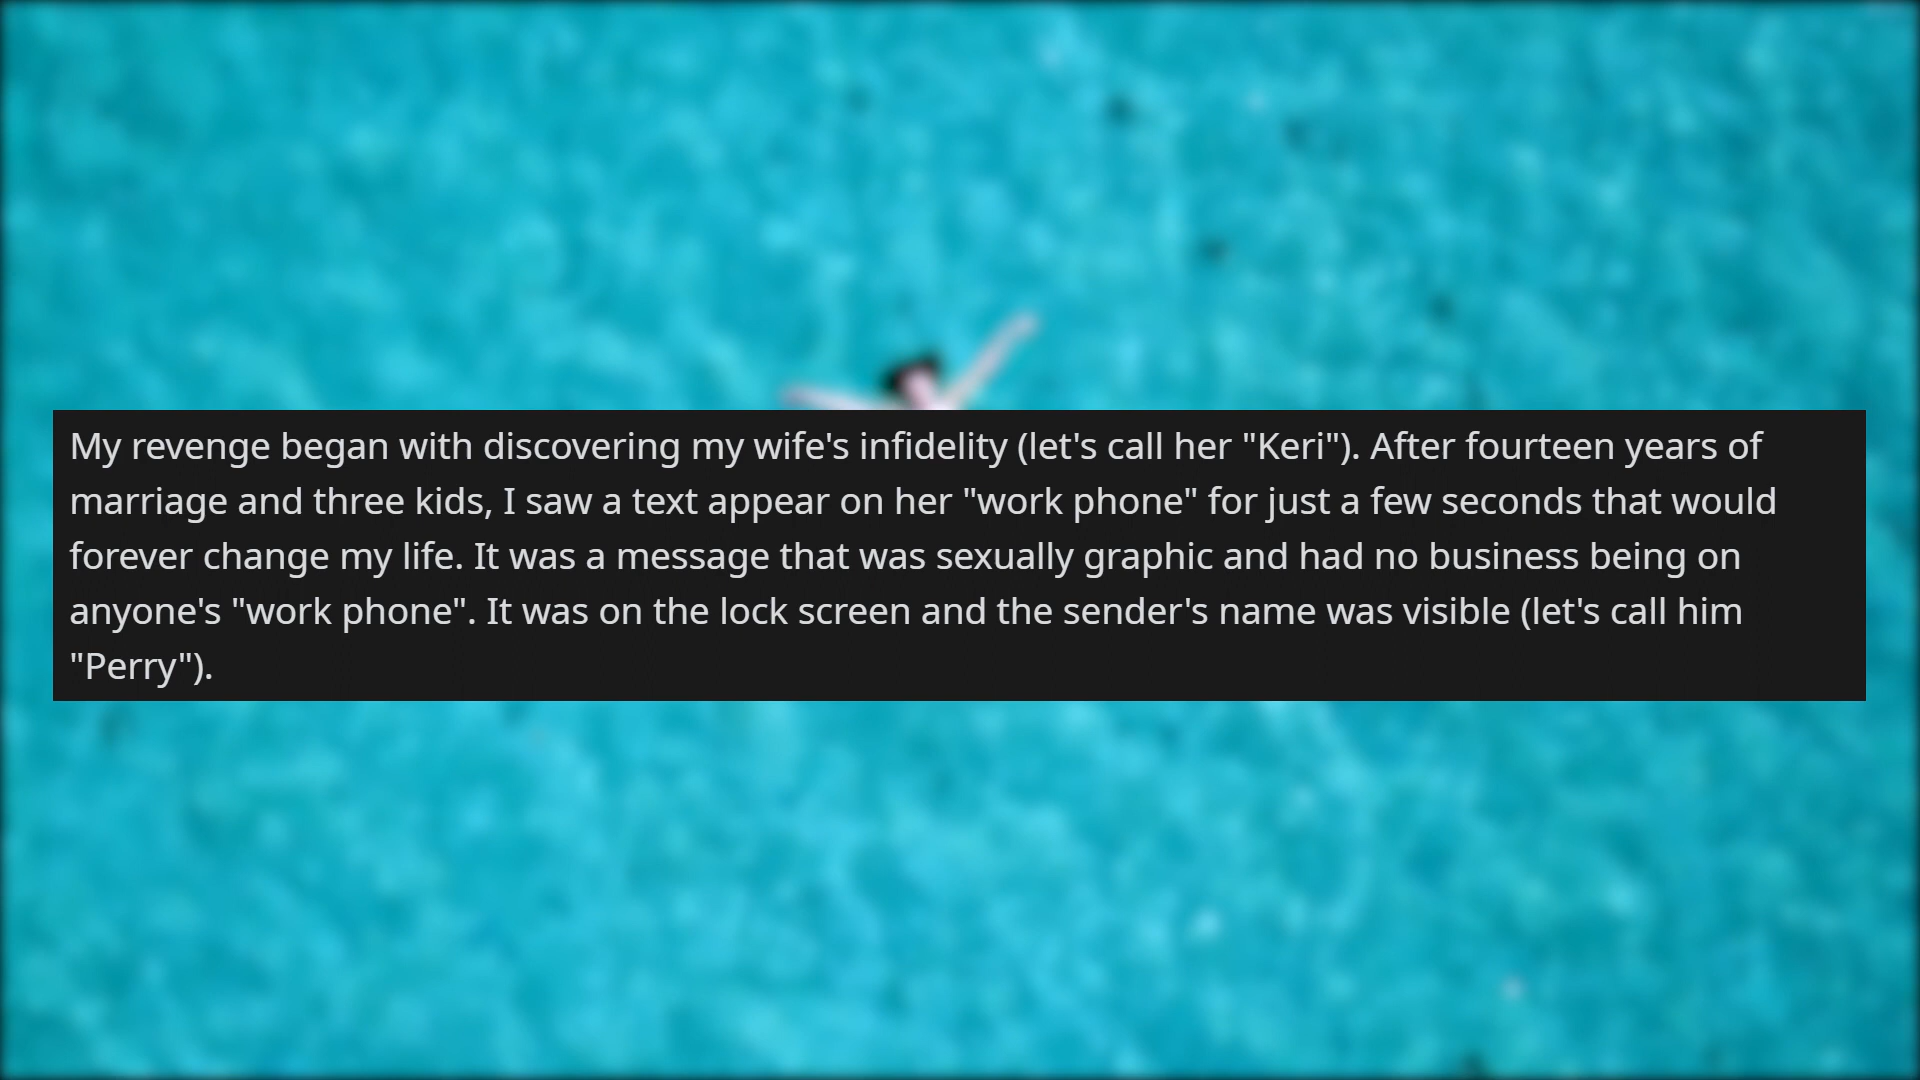 My revenge began with discovering my wife's infidelity (let's call her "Keri"). After fourteen years of
marriage and three kids, I saw a text appear on her "work phone" for just a few seconds that would
forever change my life. It was a message that was sexually graphic and had no business being on
anyone's "work phone". It was on the lock screen and the sender's name was visible (let's call him
"Perry").